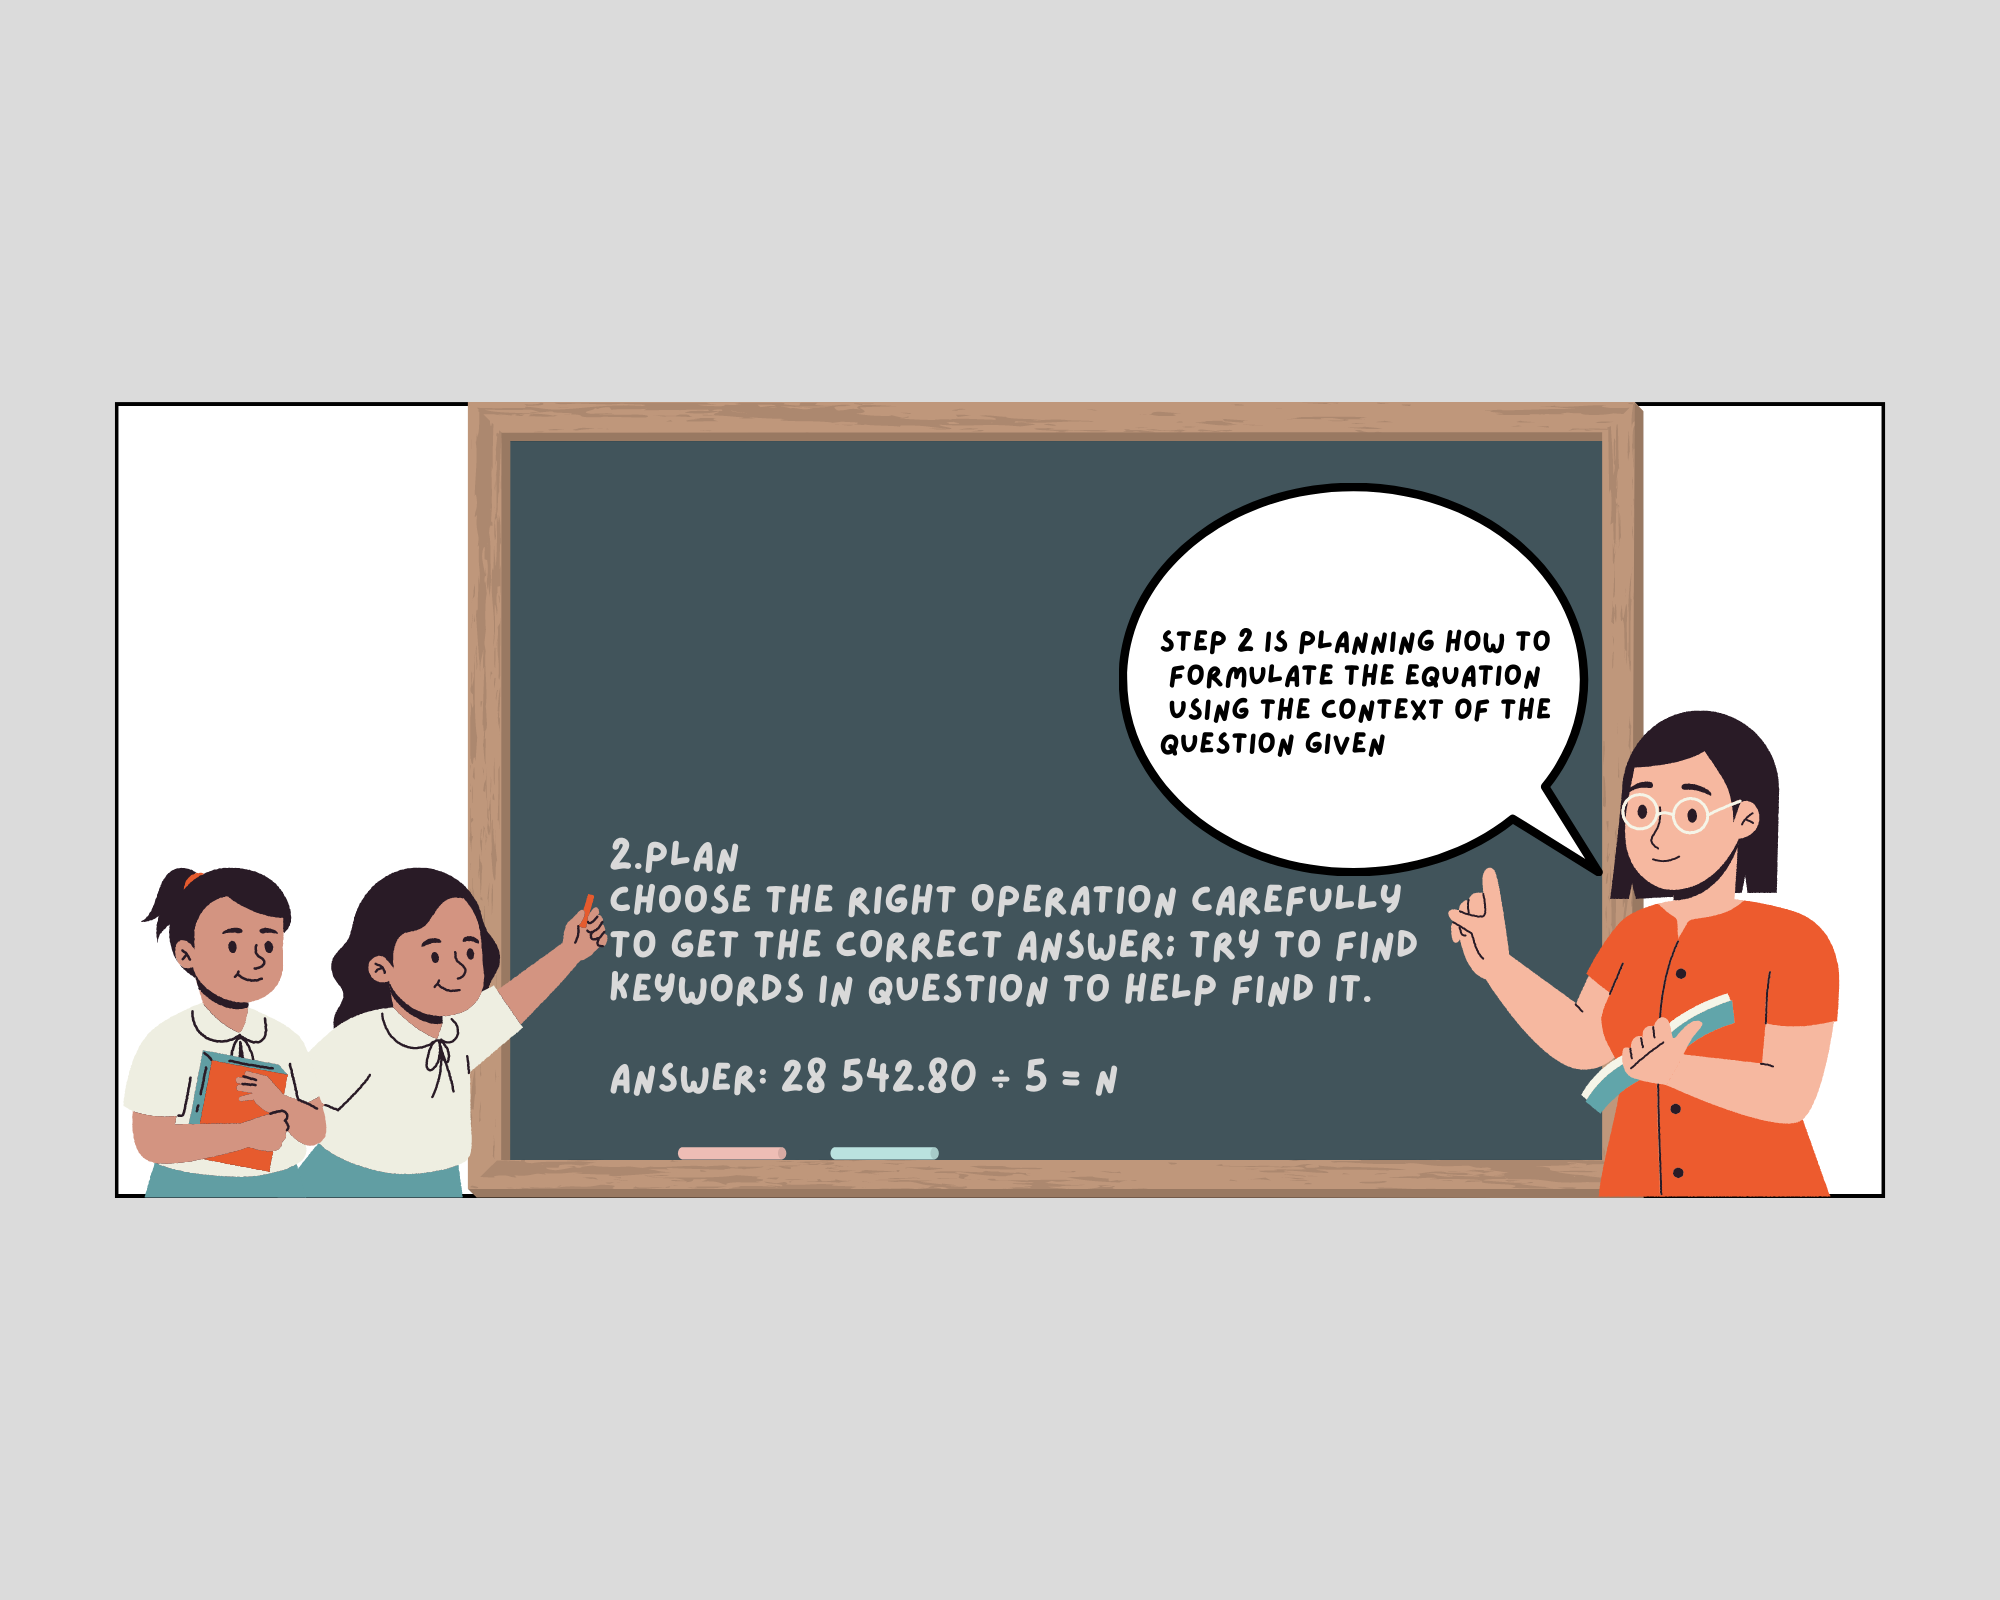 STEP 2 IS PLANNING HOW TO
FORMULATE THE EQUATION
USING THE CONTEXT OF THE
QUESTION GIVEN
2.PLAN
CHOOSE THE RIGHT OPERATION CAREFULLY
TO GET THE CORRECT ANSWER; TRY TO FIND
KEYWORDS IN QUESTION TO HELP FIND IT.
ANSWER: 28 542.80 ÷ 5 = N